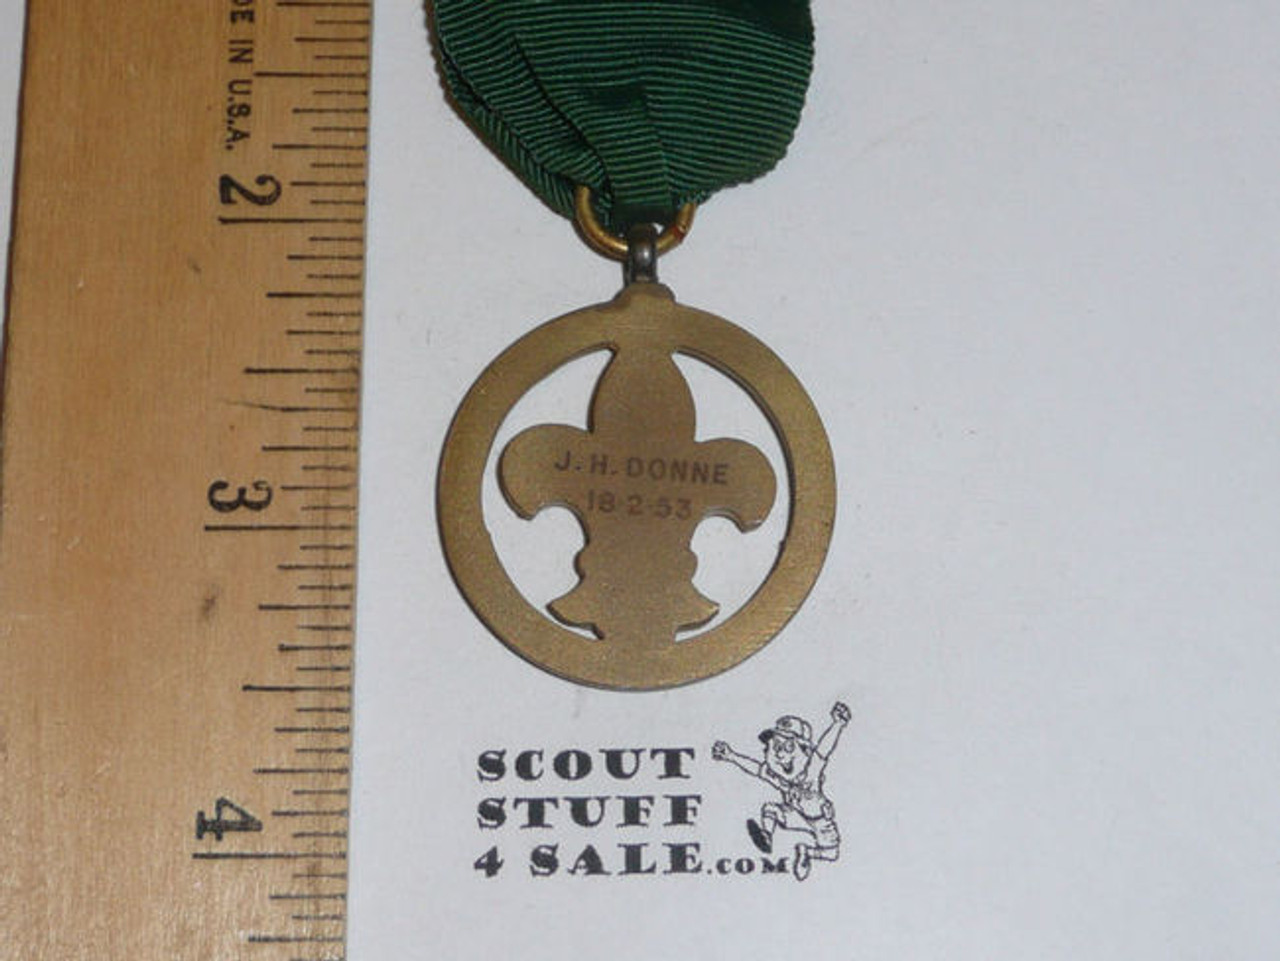 DE IN U.S.A.
2
3
4
J.H.DONNE
18·2·53
SCOUT
STUFF
4 SALE.COM